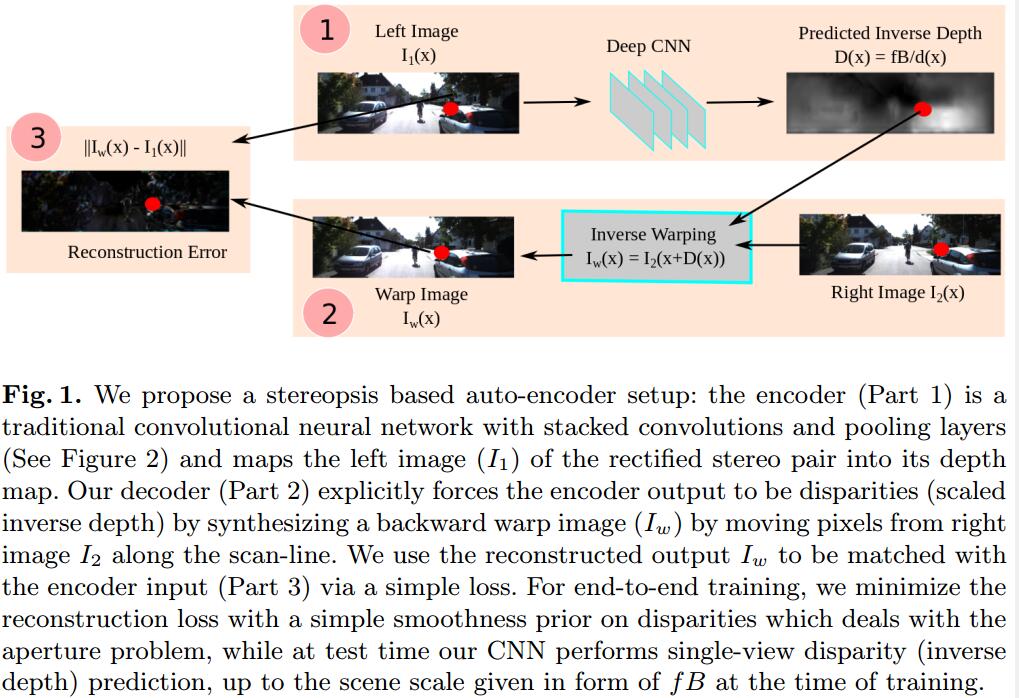 1
Left Image
I₁(x)
Deep CNN
Predicted Inverse Depth
D(x) = fB/d(x)
3
||I_w(x) - I₁(x)||
Reconstruction Error
2
Warp Image
I_w(x)
Inverse Warping
I_w(x) = I₂(x+D(x))
Right Image I₂(x)
Fig. 1. We propose a stereopsis based auto-encoder setup: the encoder (Part 1) is a
traditional convolutional neural network with stacked convolutions and pooling layers
(See Figure 2) and maps the left image (I₁) of the rectified stereo pair into its depth
map. Our decoder (Part 2) explicitly forces the encoder output to be disparities (scaled
inverse depth) by synthesizing a backward warp image (I_w) by moving pixels from right
image I₂ along the scan-line. We use the reconstructed output I_w to be matched with
the encoder input (Part 3) via a simple loss. For end-to-end training, we minimize the
reconstruction loss with a simple smoothness prior on disparities which deals with the
aperture problem, while at test time our CNN performs single-view disparity (inverse
depth) prediction, up to the scene scale given in form of fB at the time of training.